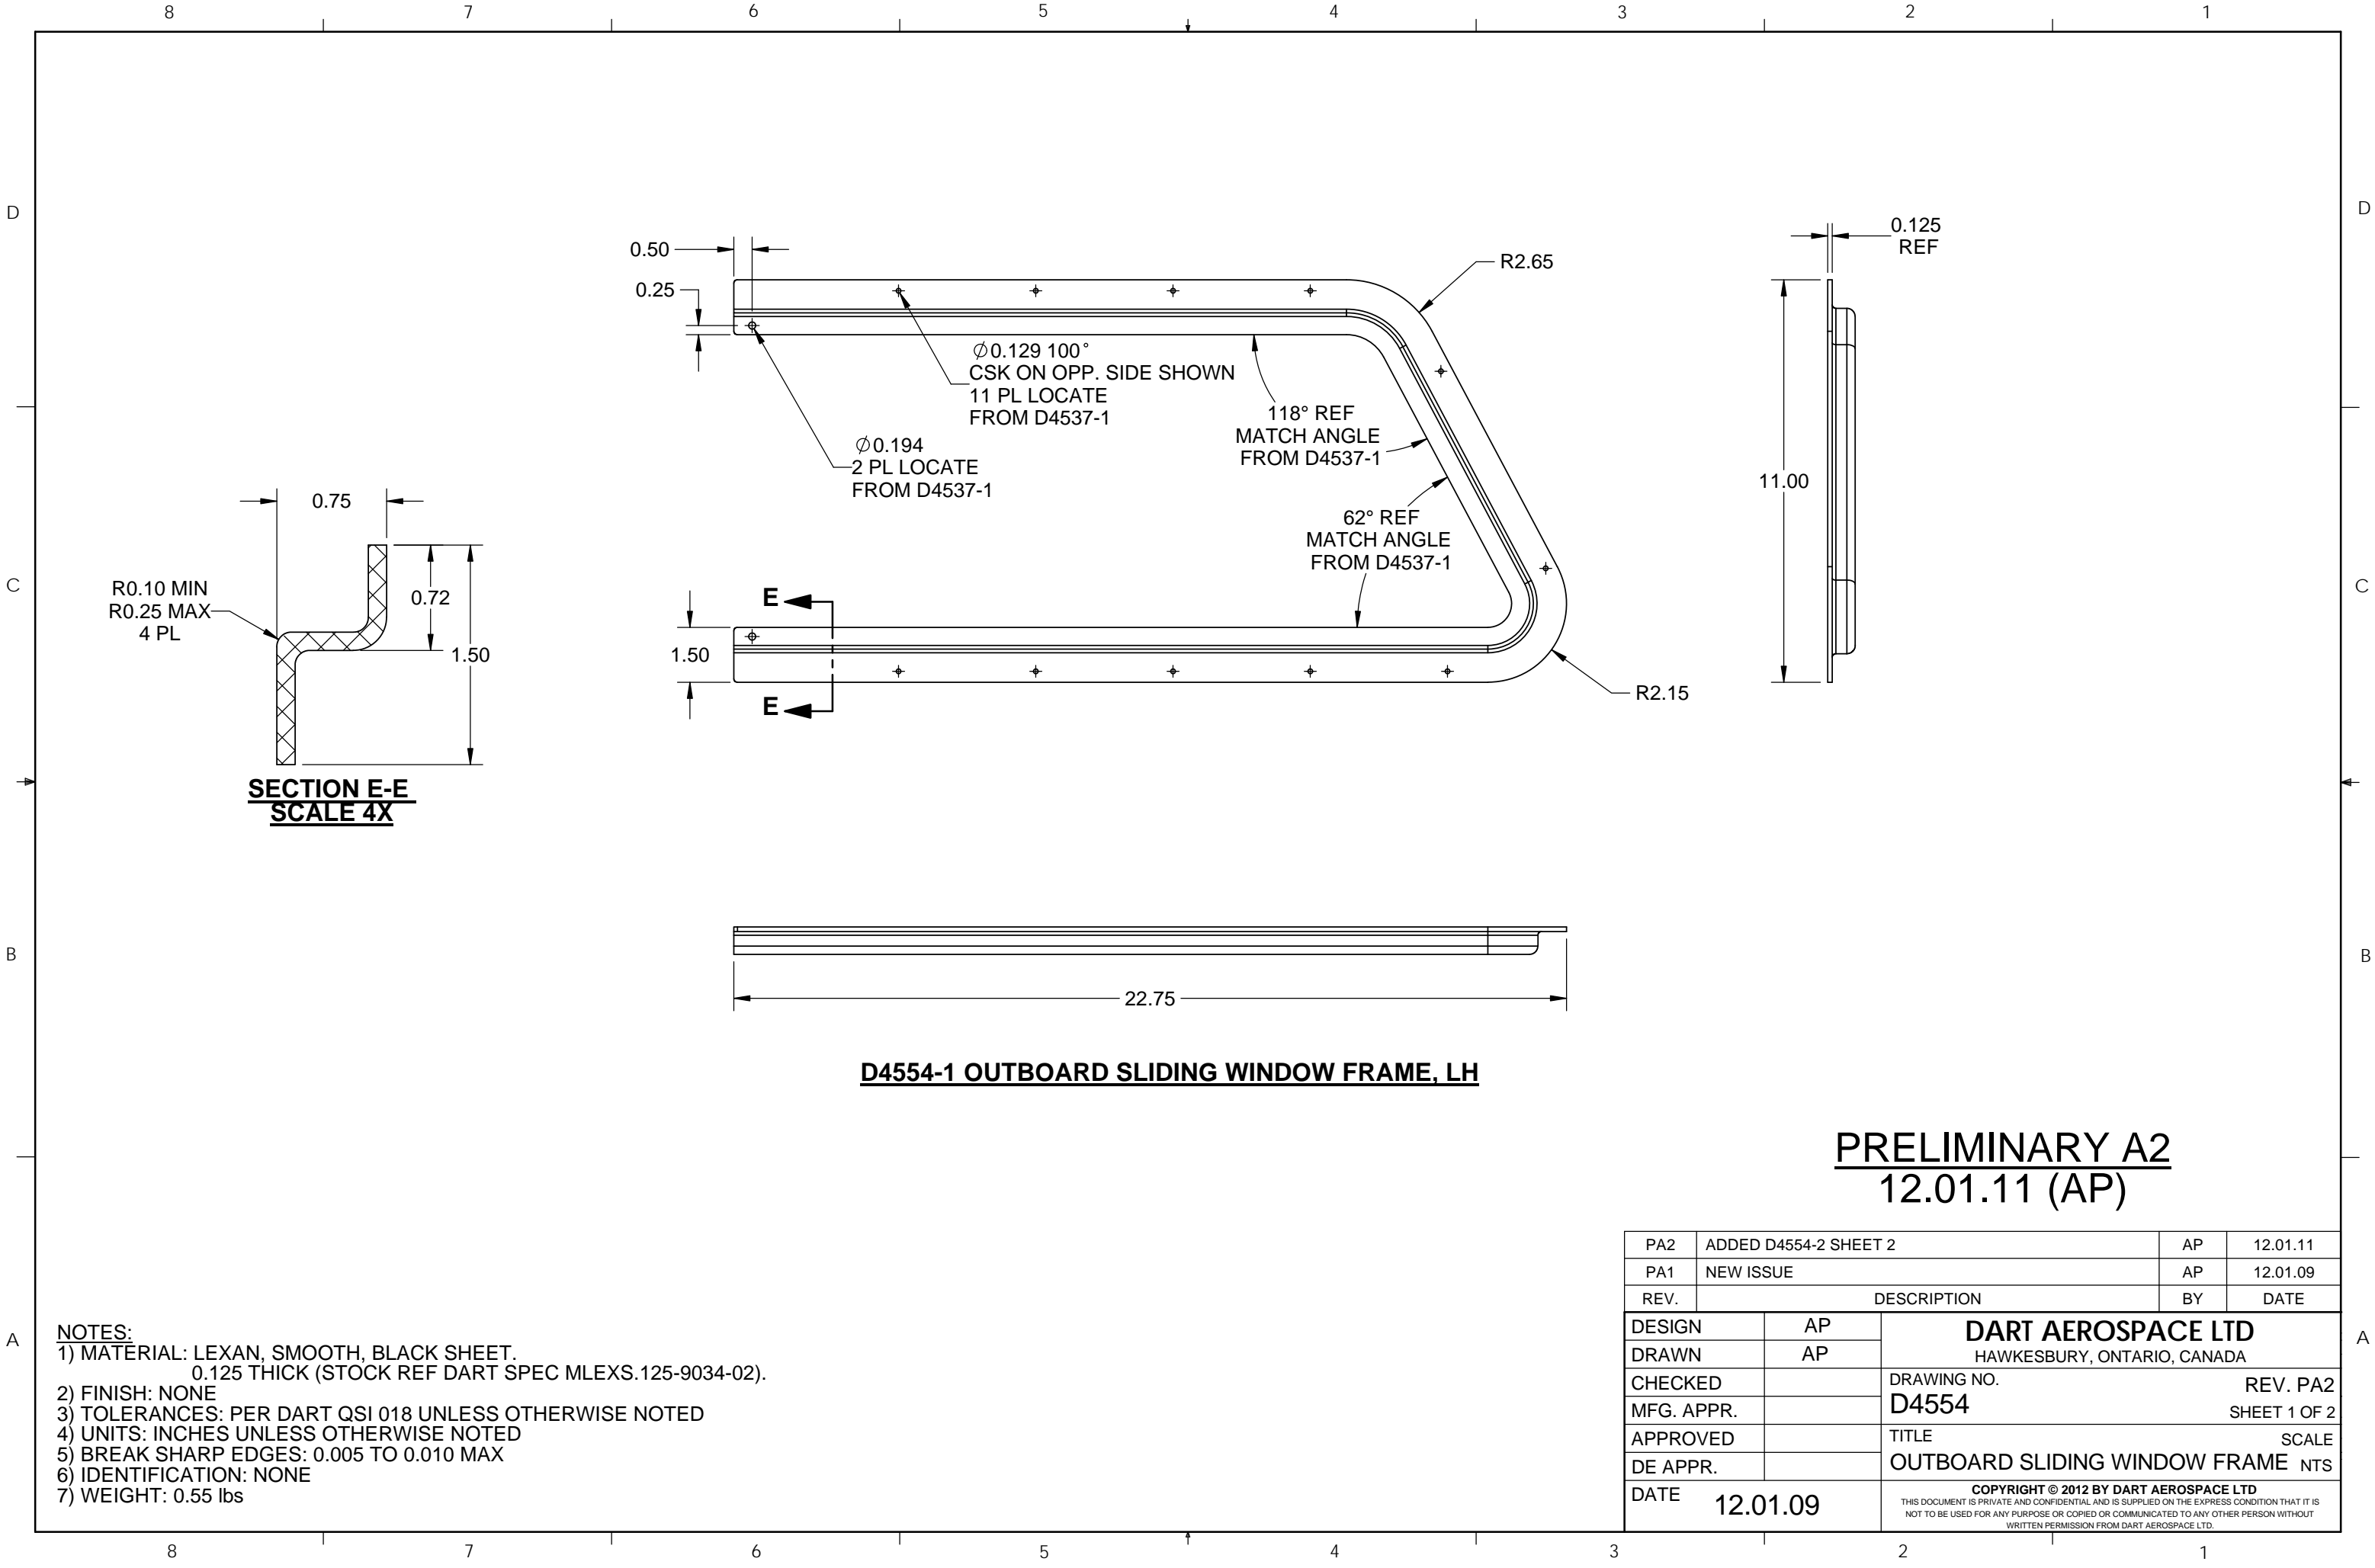 8 7 6 5 4 3 2 1
D
D
0.50
0.25
R2.65
0.125
REF
∅0.129 100°
CSK ON OPP. SIDE SHOWN
11 PL LOCATE
FROM D4537-1
∅0.194
2 PL LOCATE
FROM D4537-1
118° REF
MATCH ANGLE
FROM D4537-1
62° REF
MATCH ANGLE
FROM D4537-1
11.00
0.75
R0.10 MIN
R0.25 MAX
4 PL
0.72
1.50
C
C
E
1.50
E
R2.15
SECTION E-E
SCALE 4X
B
B
22.75
D4554-1 OUTBOARD SLIDING WINDOW FRAME, LH
PRELIMINARY A2
12.01.11 (AP)
PA2 ADDED D4554-2 SHEET 2 AP 12.01.11
PA1 NEW ISSUE AP 12.01.09
REV. DESCRIPTION BY DATE
A
A
NOTES:
1) MATERIAL: LEXAN, SMOOTH, BLACK SHEET.
0.125 THICK (STOCK REF DART SPEC MLEXS.125-9034-02).
2) FINISH: NONE
3) TOLERANCES: PER DART QSI 018 UNLESS OTHERWISE NOTED
4) UNITS: INCHES UNLESS OTHERWISE NOTED
5) BREAK SHARP EDGES: 0.005 TO 0.010 MAX
6) IDENTIFICATION: NONE
7) WEIGHT: 0.55 lbs
DESIGN AP
DRAWN AP
CHECKED
MFG. APPR.
APPROVED
DE APPR.
DATE 12.01.09
DART AEROSPACE LTD
HAWKESBURY, ONTARIO, CANADA
DRAWING NO. REV. PA2
D4554 SHEET 1 OF 2
TITLE SCALE
OUTBOARD SLIDING WINDOW FRAME NTS
COPYRIGHT © 2012 BY DART AEROSPACE LTD
THIS DOCUMENT IS PRIVATE AND CONFIDENTIAL AND IS SUPPLIED ON THE EXPRESS CONDITION THAT IT IS
NOT TO BE USED FOR ANY PURPOSE OR COPIED OR COMMUNICATED TO ANY OTHER PERSON WITHOUT
WRITTEN PERMISSION FROM DART AEROSPACE LTD.
8 7 6 5 4 3 2 1